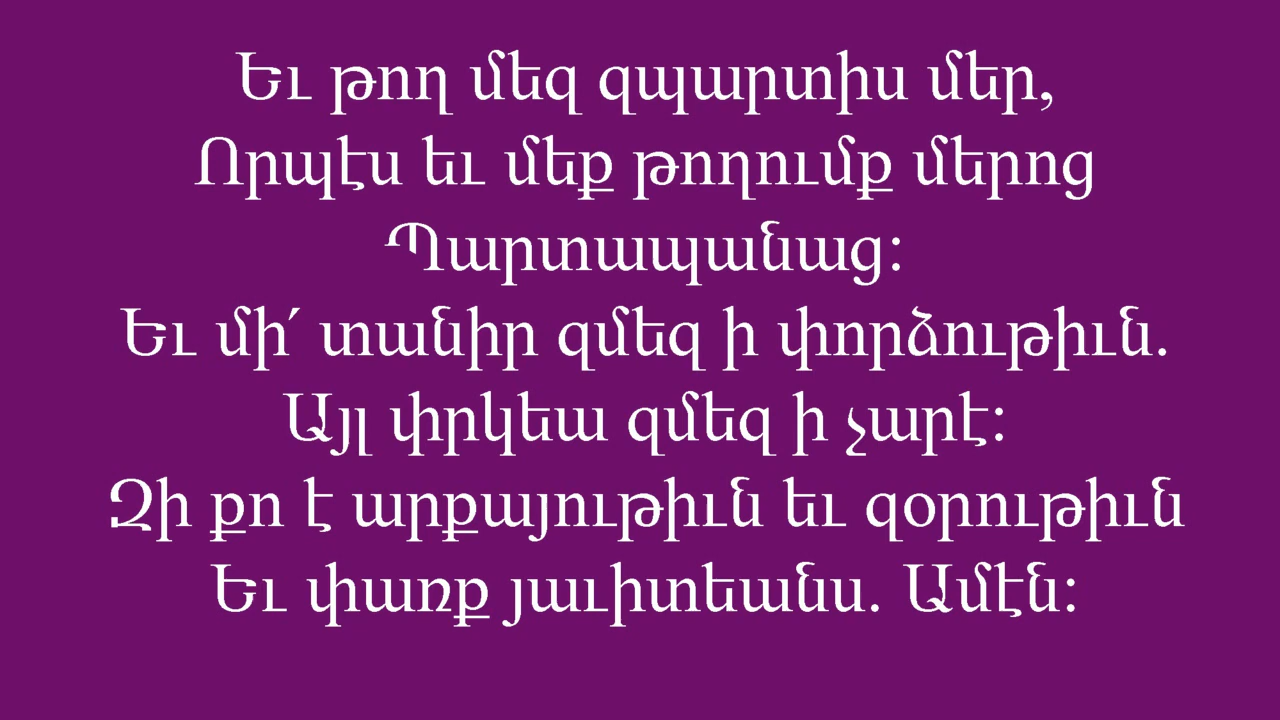 Եւ թող մեզ զպարտիս մեր,
Որպէս եւ մեք թողումք մերոց
Պարտապանաց։
Եւ մի՛ տանիր զմեզ ի փորձութիւն.
Այլ փրկեա զմեզ ի չարէ։
Զի քո է արքայութիւն եւ զօրութիւն
Եւ փառք յաւիտեանս. Ամէն։